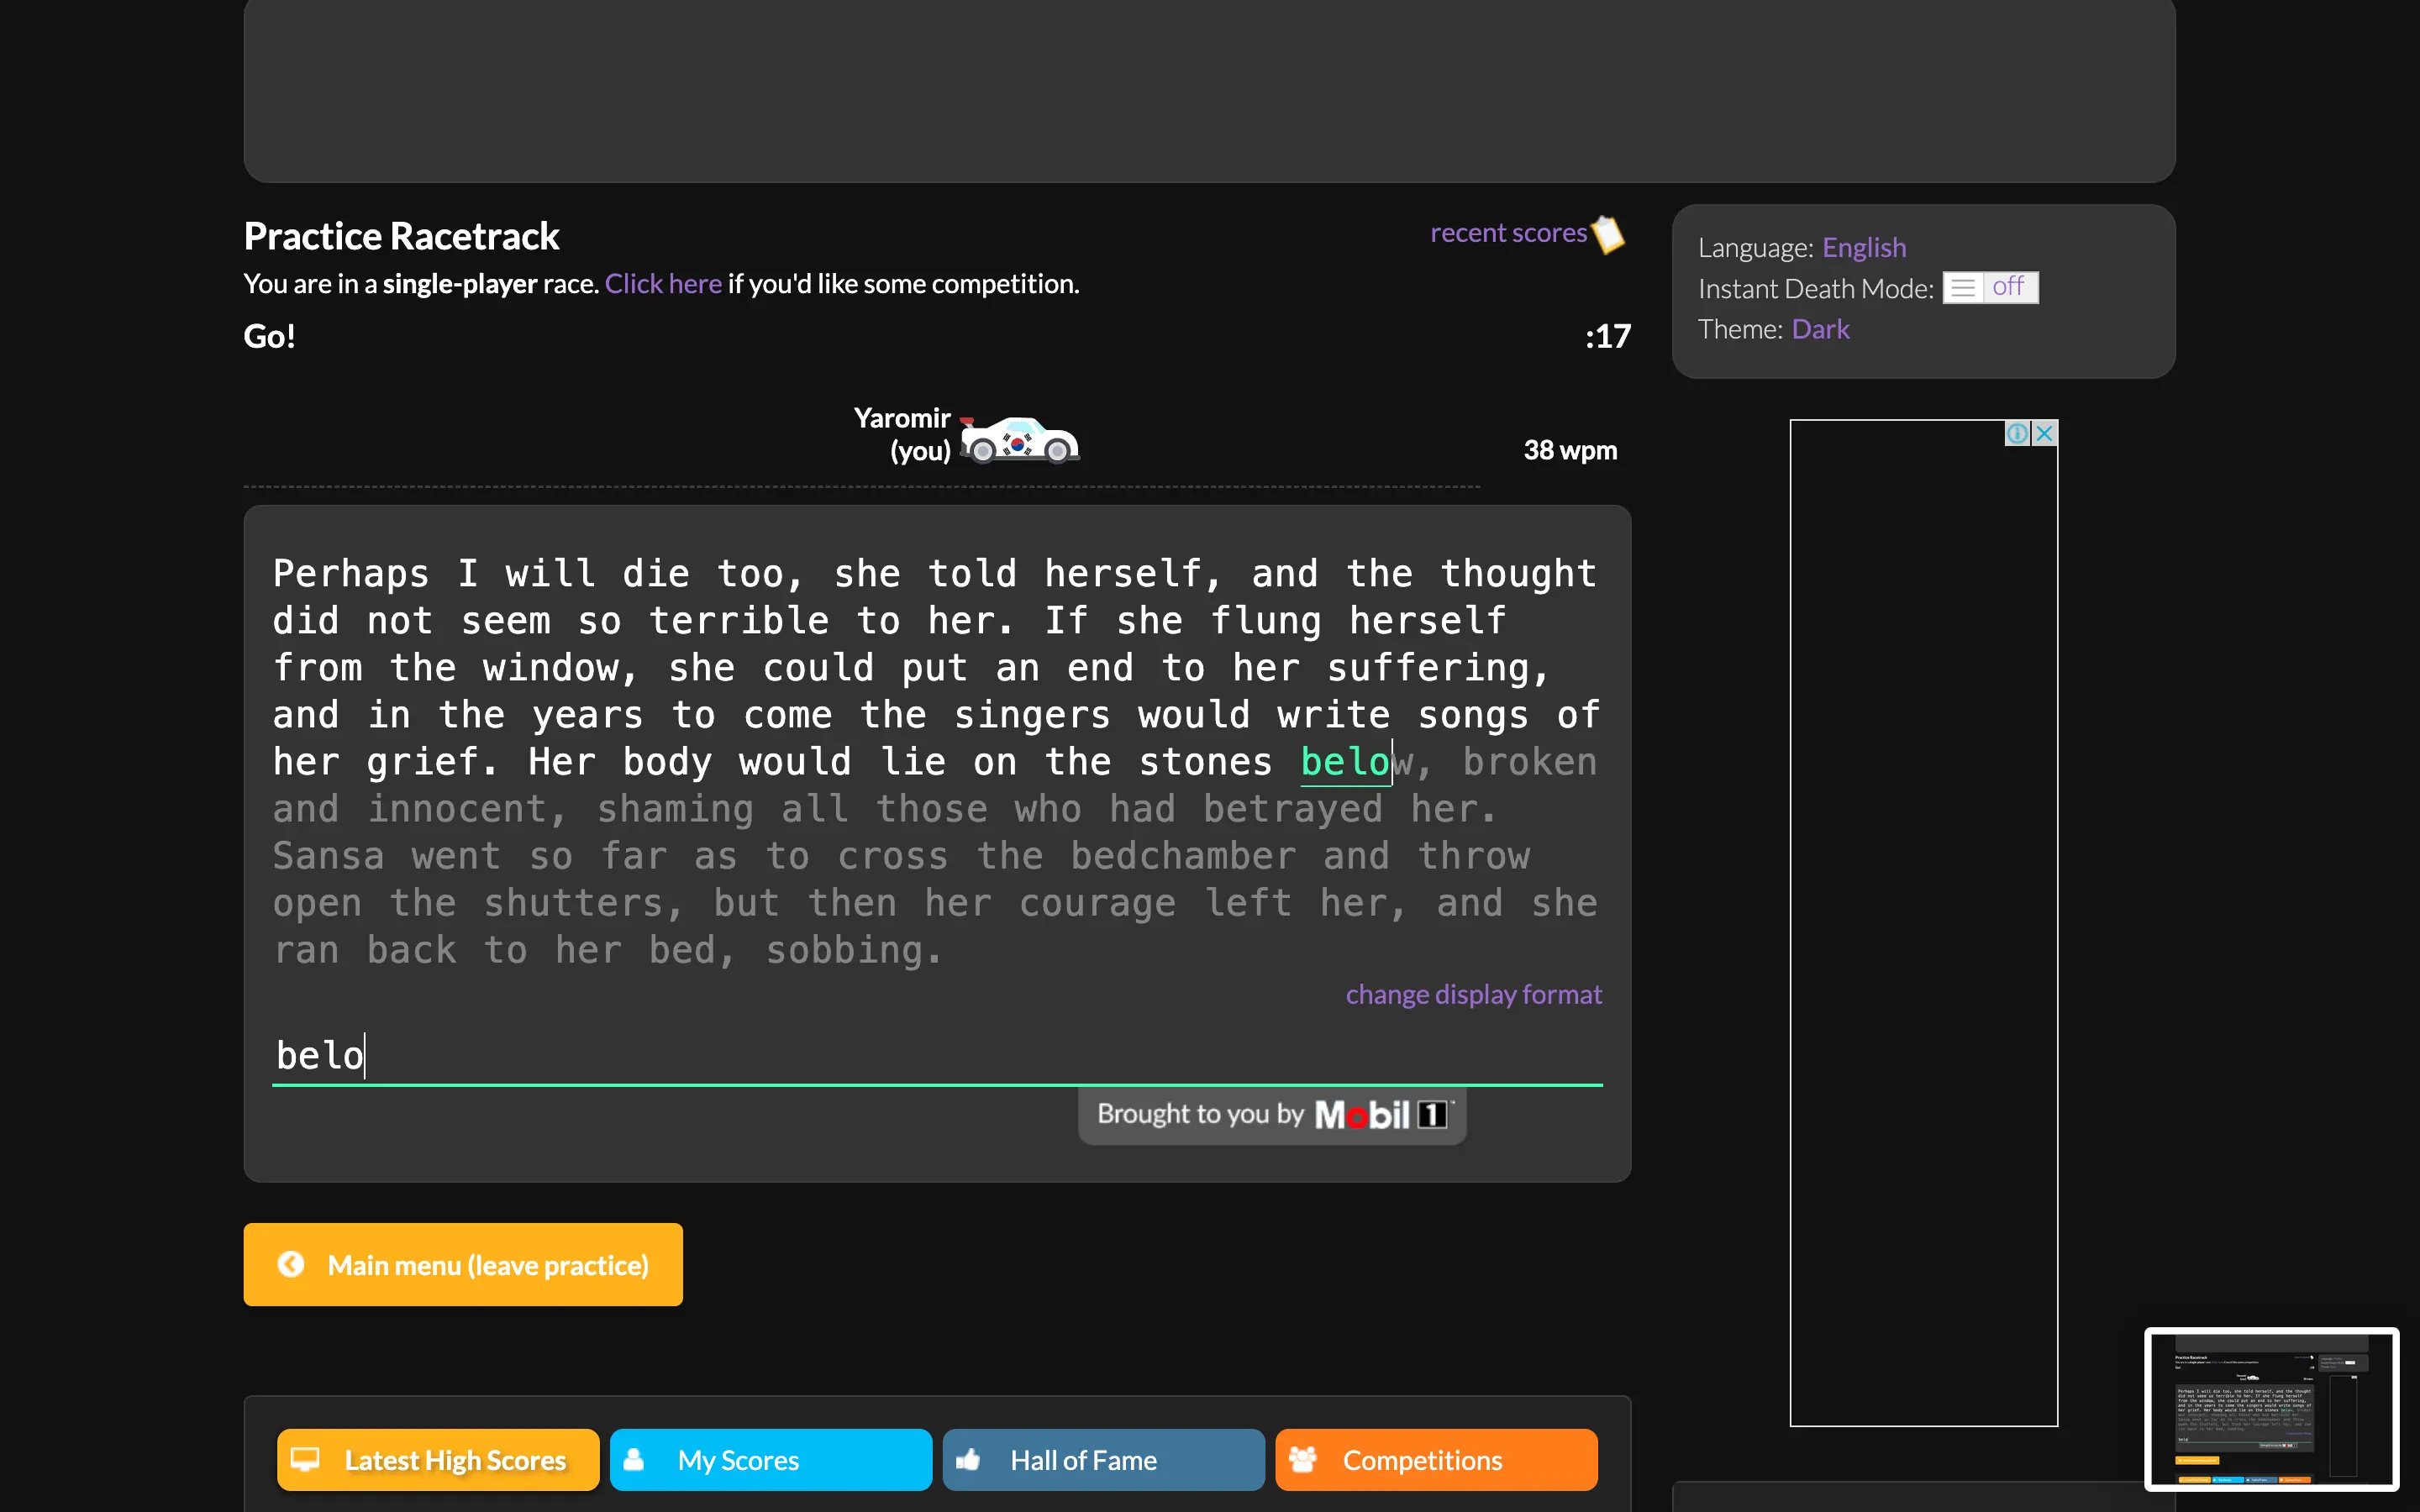 Practice Racetrack
recent scores
You are in a single-player race. Click here if you'd like some competition.
Go!
:17
Yaromir
(you)
38 wpm
Perhaps I will die too, she told herself, and the thought
did not seem so terrible to her. If she flung herself
from the window, she could put an end to her suffering,
and in the years to come the singers would write songs of
her grief. Her body would lie on the stones below, broken
and innocent, shaming all those who had betrayed her.
Sansa went so far as to cross the bedchamber and throw
open the shutters, but then her courage left her, and she
ran back to her bed, sobbing.
change display format
belo
Brought to you by Mobil 1
Main menu (leave practice)
Latest High Scores
My Scores
Hall of Fame
Competitions
Language: English
Instant Death Mode: off
Theme: Dark